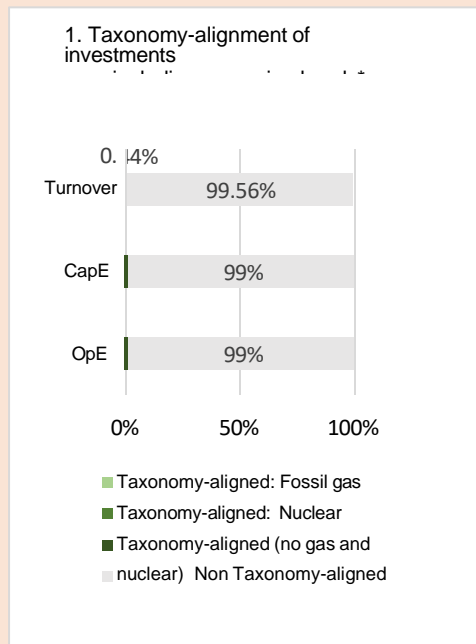 1. Taxonomy-alignment of
investments
0. 44%
Turnover 99.56%
CapE 99%
OpE 99%
0% 50% 100%
Taxonomy-aligned: Fossil gas
Taxonomy-aligned: Nuclear
Taxonomy-aligned (no gas and
nuclear) Non Taxonomy-aligned